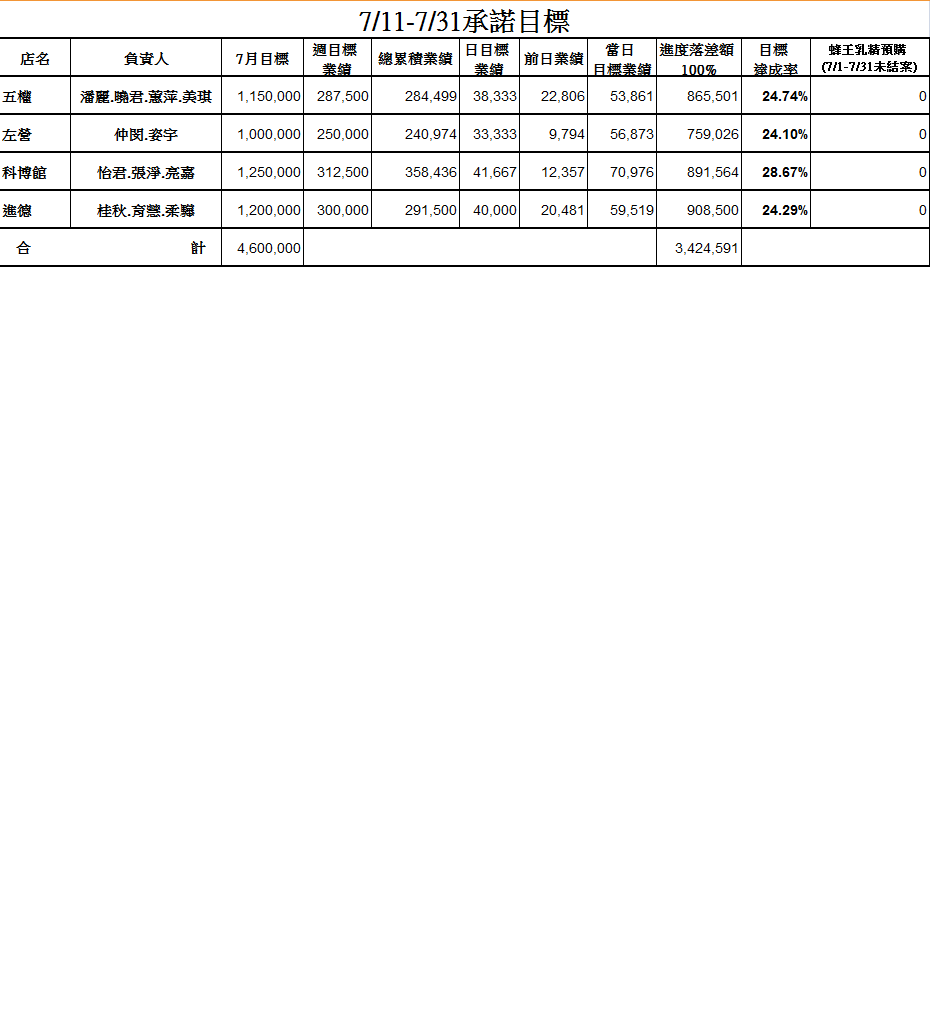 7/11-7/31承諾目標
店名 負責人 7月目標 週目標業績 總累積業績 日目標業績 前日業績 當日目標業績 進度落差額100% 目標達成率 蜂王乳精預購(7/1-7/31未結案)
五權 潘麗.曉君.蕙萍.美琪 1,150,000 287,500 284,499 38,333 22,806 53,861 865,501 24.74% 0
左營 仲閔.姿宇 1,000,000 250,000 240,974 33,333 9,794 56,873 759,026 24.10% 0
科博館 怡君.張淨.亮嘉 1,250,000 312,500 358,436 41,667 12,357 70,976 891,564 28.67% 0
進德 桂秋.育慧.柔驊 1,200,000 300,000 291,500 40,000 20,481 59,519 908,500 24.29% 0
合計 4,600,000 3,424,591